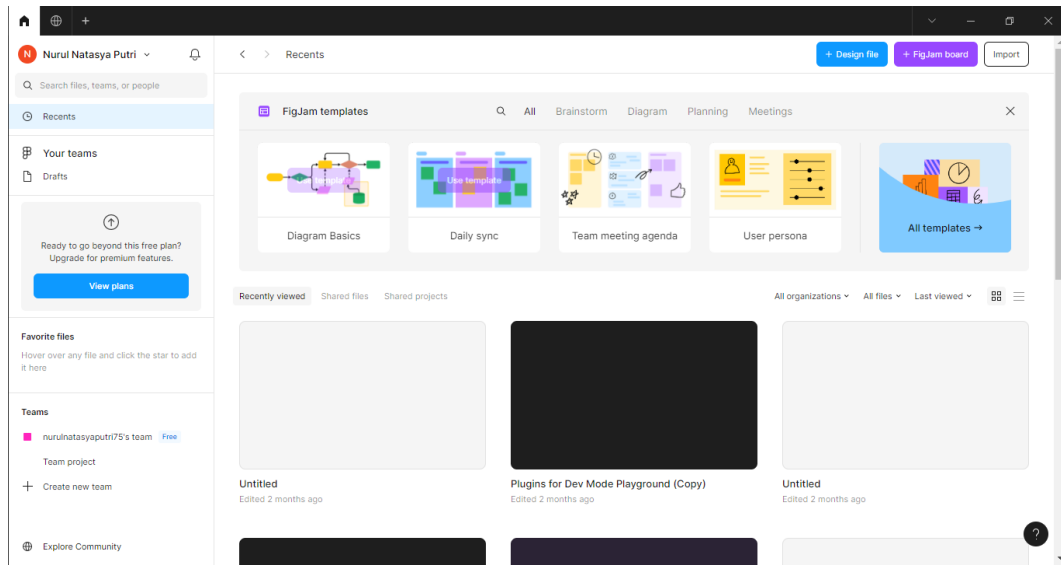 N Nurul Natasya Putri
Recents
+ Design file
+ FigJam board
Import
Search files, teams, or people
Recents
Your teams
Drafts
Ready to go beyond this free plan?
Upgrade for premium features.
View plans
Favorite files
Hover over any file and click the star to add
it here
Teams
nurulnatasyaputri75's team Free
Team project
Create new team
Explore Community
FigJam templates
All Brainstorm Diagram Planning Meetings
Use template
Diagram Basics
Daily sync
Team meeting agenda
User persona
All templates →
Recently viewed Shared files Shared projects
All organizations All files Last viewed
Untitled
Edited 2 months ago
Plugins for Dev Mode Playground (Copy)
Edited 2 months ago
Untitled
Edited 2 months ago
?